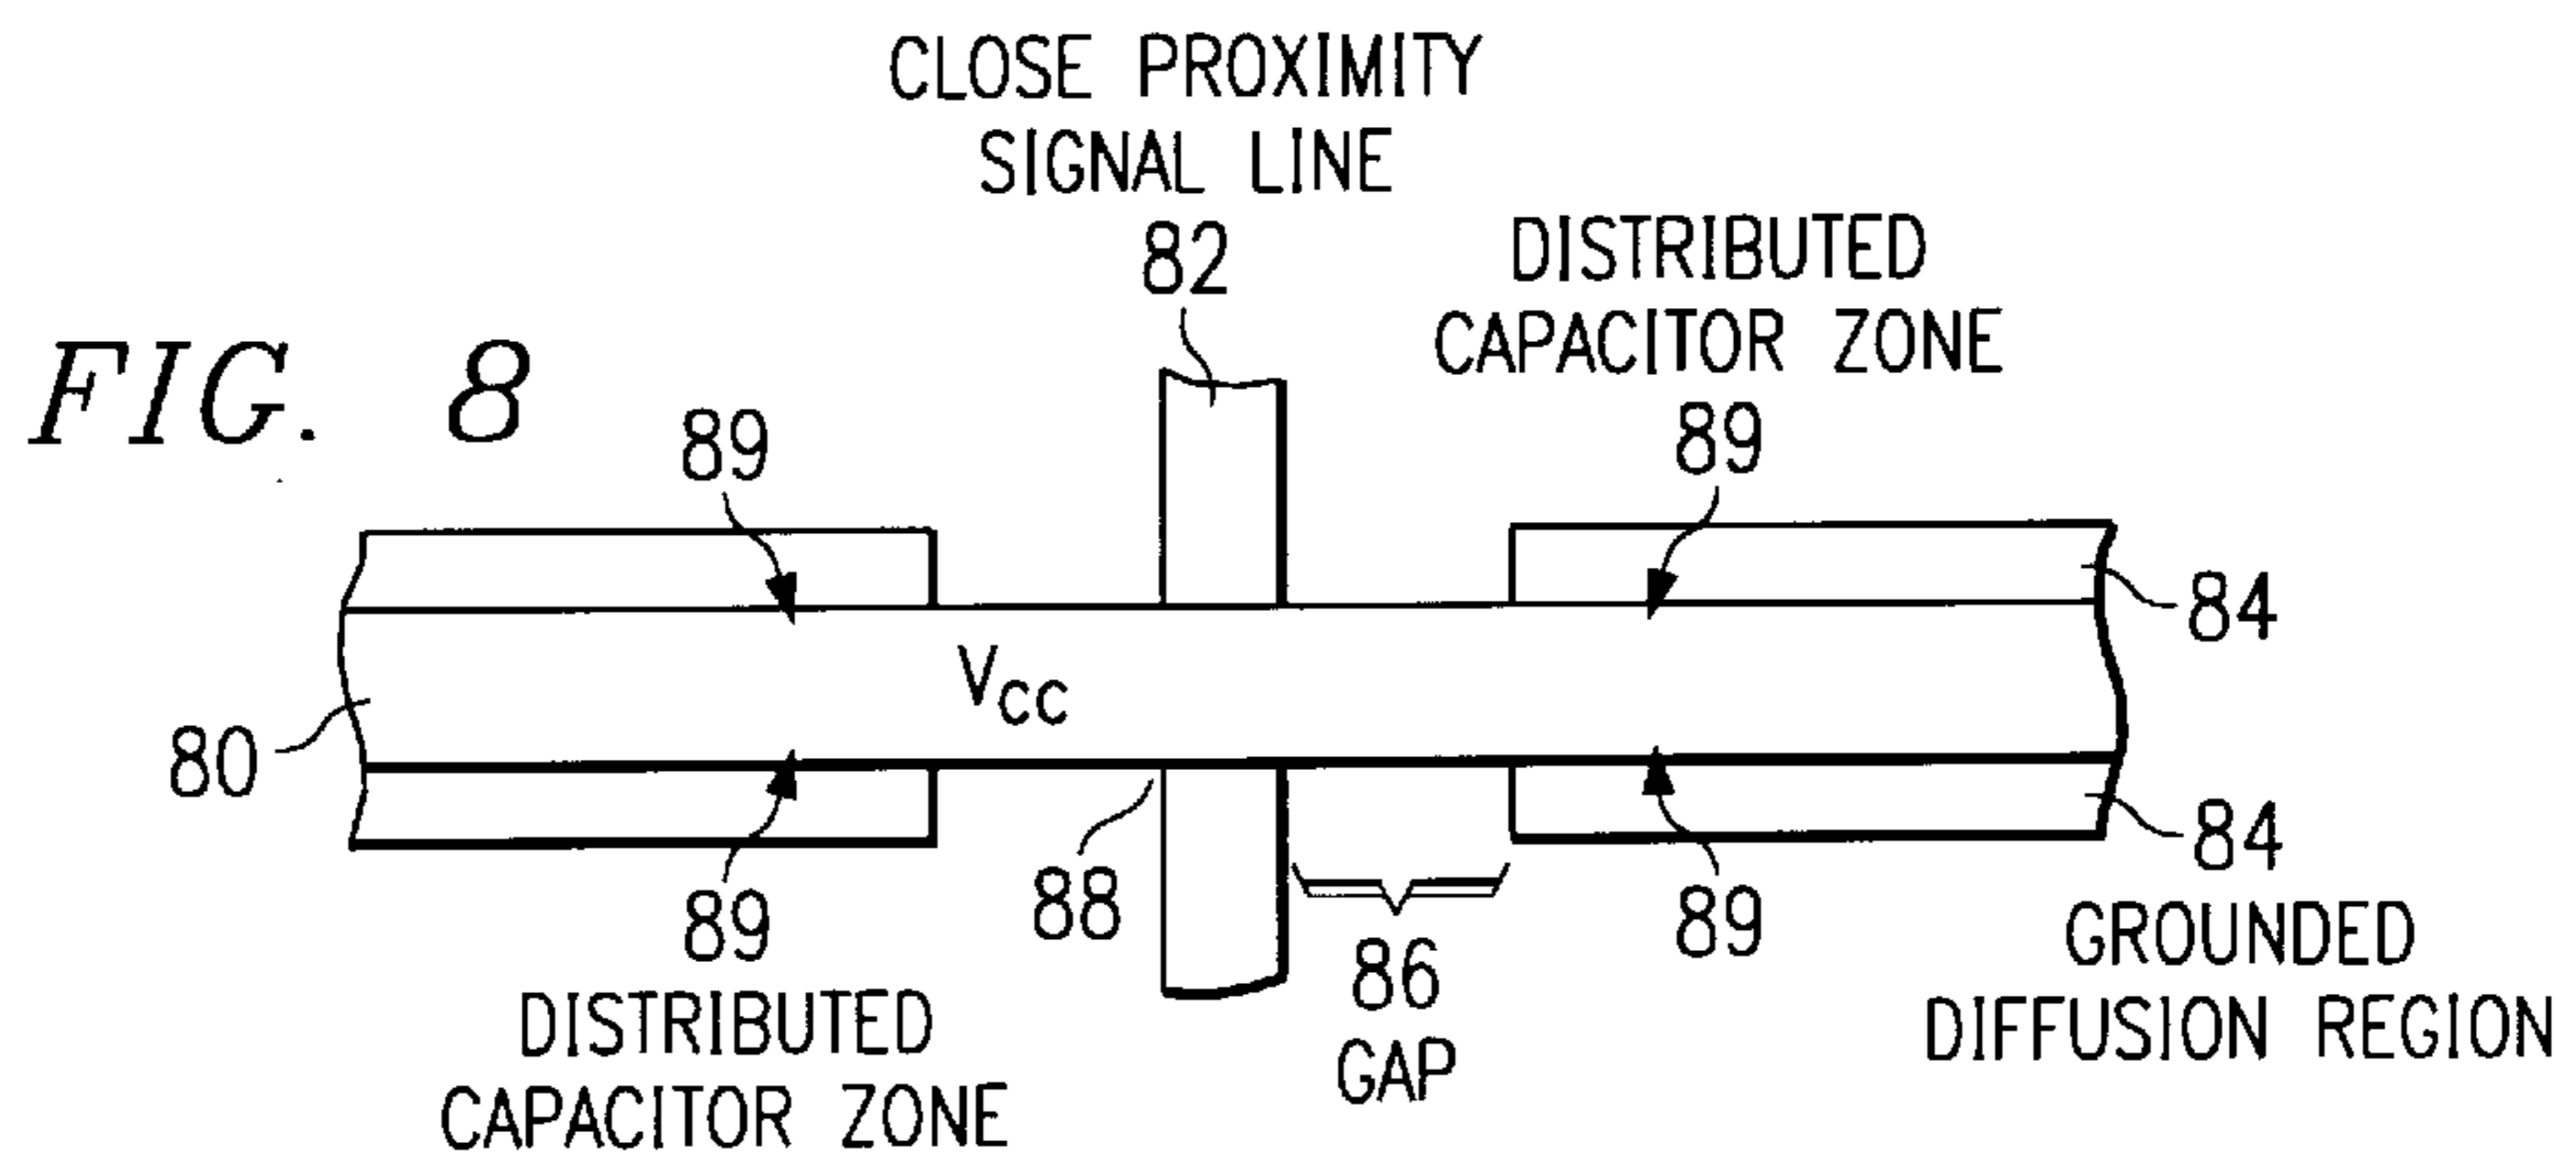 CLOSE PROXIMITY
SIGNAL LINE
82
DISTRIBUTED
CAPACITOR ZONE
89
FIG. 8
89
84
VCC
80
84
88
89
89
86
GAP
GROUNDED
DIFFUSION REGION
DISTRIBUTED
CAPACITOR ZONE